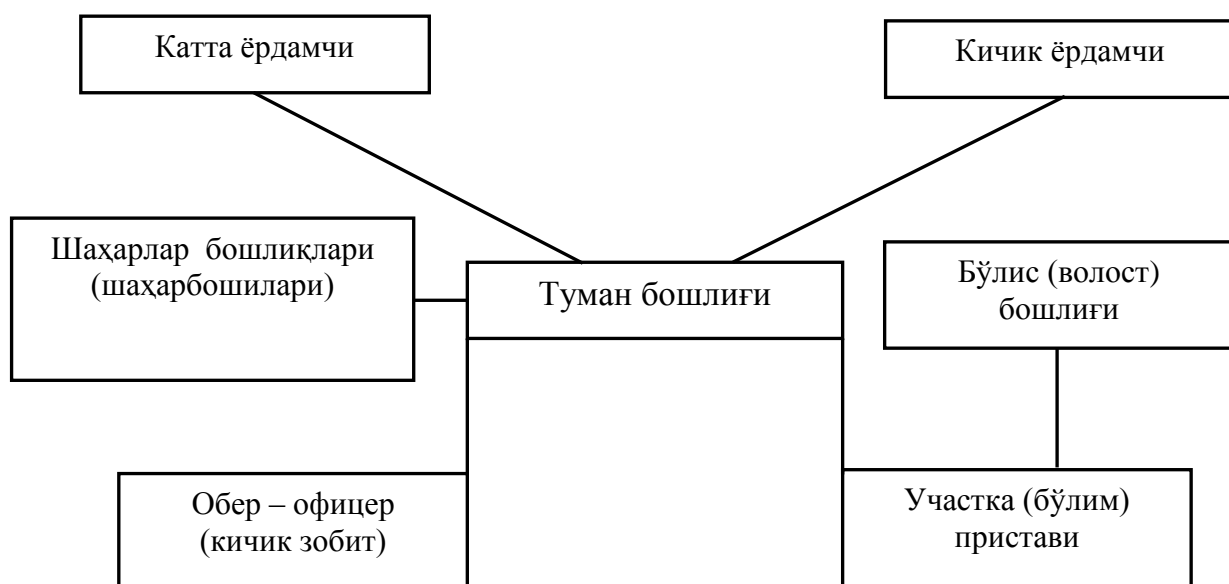 Катта ёрдамчи
Кичик ёрдамчи
Шаҳарлар бошлиқлари
(шаҳарбошилари)
Туман бошлиғи
Бўлис (волост)
бошлиғи
Обер – офицер
(кичик зобит)
Участка (бўлим)
пристави